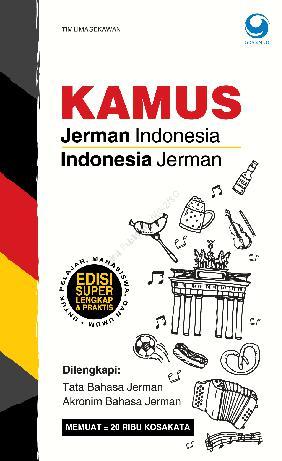 TIM LIMA SEKAWAN
KAMUS
Jerman Indonesia
Indonesia Jerman
UNTUK PELAJAR, MAHASISWA, DAN UMUM
EDISI
SUPER
LENGKAP
& PRAKTIS
Dilengkapi:
Tata Bahasa Jerman
Akronim Bahasa Jerman
MEMUAT ± 20 RIBU KOSAKATA